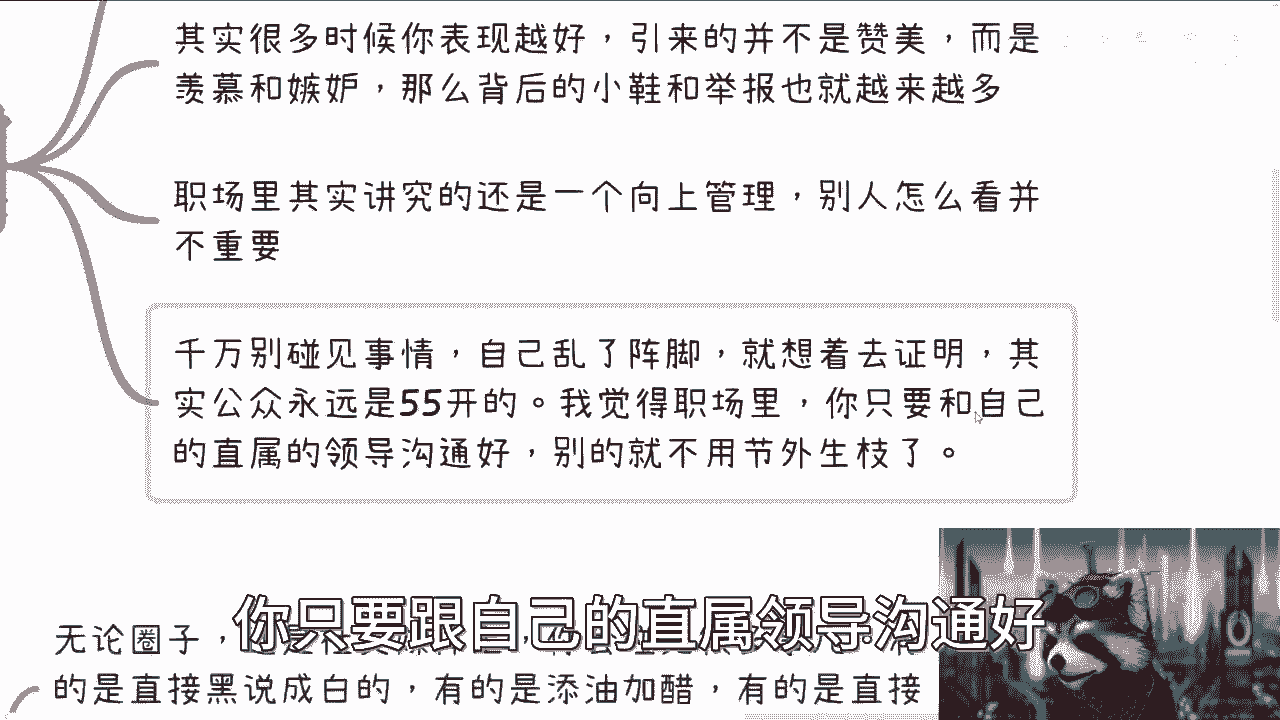 其实很多时候你表现越好，引来的并不是赞美，而是
羡慕和嫉妒，那么背后的小鞋和举报也就越来越多
职场里其实讲究的还是一个向上管理，别人怎么看并
不重要
千万别碰见事情，自己乱了阵脚，就想着去证明，其
实公众永远是55开的。我觉得职场里，你只要和自己
的直属的领导沟通好，别的就不用节外生枝了。
无论圈子，
你只要跟自己的直属领导沟通好
的是直接黑说成白的，有的是添油加醋，有的是直接